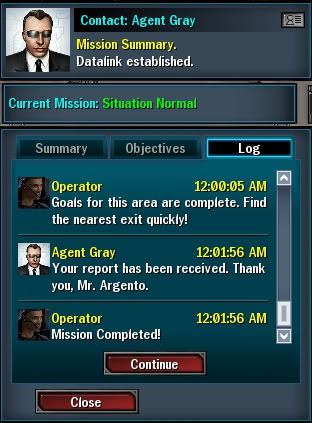 Contact: Agent Gray
Mission Summary.
Datalink established.
Current Mission: Situation Normal
Summary
Objectives
Log
Operator 12:00:05 AM
Goals for this area are complete. Find
the nearest exit quickly!
Agent Gray 12:01:56 AM
Your report has been received. Thank
you, Mr. Argento.
Operator 12:01:56 AM
Mission Completed!
Continue
Close